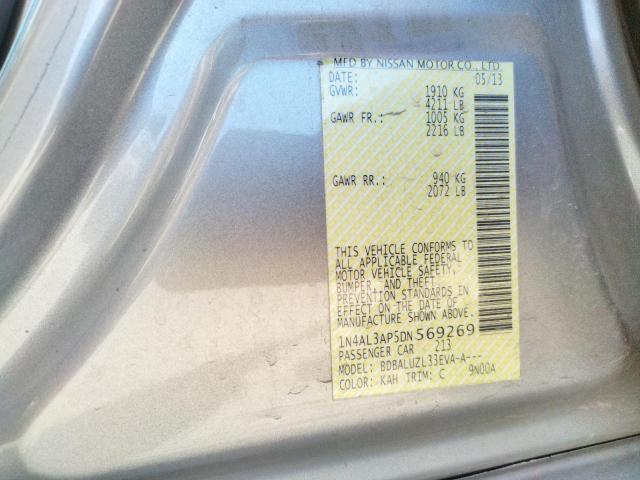 MFD BY NISSAN MOTOR CO., LTD.
DATE: 05/13
GVWR: 1910 KG
4211 LB
GAWR FR.: 1005 KG
2216 LB
GAWR RR.: 940 KG
2072 LB
THIS VEHICLE CONFORMS TO
ALL APPLICABLE FEDERAL
MOTOR VEHICLE SAFETY,
BUMPER, AND THEFT
PREVENTION STANDARDS IN
EFFECT ON THE DATE OF
MANUFACTURE SHOWN ABOVE.
1N4AL3AP5DN569269
PASSENGER CAR 213
MODEL: BDBALUZL33EVA-A---
COLOR: KAH TRIM: C 9N00A